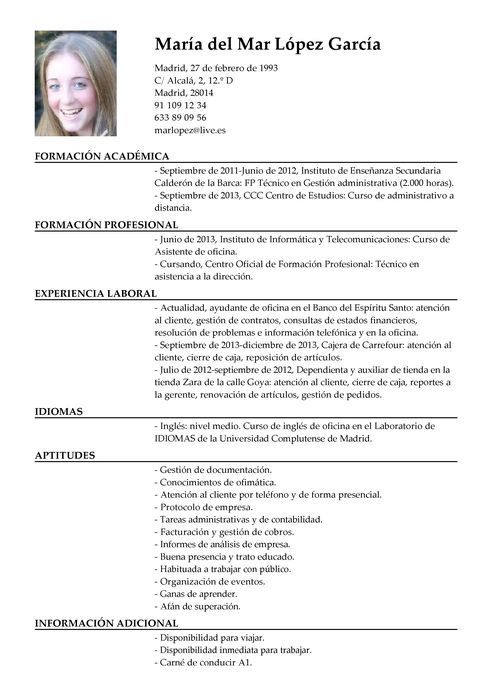 María del Mar López García
Madrid, 27 de febrero de 1993
C/ Alcalá, 2, 12.º D
Madrid, 28014
91 109 12 34
633 89 09 56
marlopez@live.es
FORMACIÓN ACADÉMICA
- Septiembre de 2011-Junio de 2012, Instituto de Enseñanza Secundaria
Calderón de la Barca: FP Técnico en Gestión administrativa (2.000 horas).
- Septiembre de 2013, CCC Centro de Estudios: Curso de administrativo a
distancia.
FORMACIÓN PROFESIONAL
- Junio de 2013, Instituto de Informática y Telecomunicaciones: Curso de
Asistente de oficina.
- Cursando, Centro Oficial de Formación Profesional: Técnico en
asistencia a la dirección.
EXPERIENCIA LABORAL
- Actualidad, ayudante de oficina en el Banco del Espíritu Santo: atención
al cliente, gestión de contratos, consultas de estados financieros,
resolución de problemas e información telefónica y en la oficina.
- Septiembre de 2013-diciembre de 2013, Cajera de Carrefour: atención al
cliente, cierre de caja, reposición de artículos.
- Julio de 2012-septiembre de 2012, Dependienta y auxiliar de tienda en la
tienda Zara de la calle Goya: atención al cliente, cierre de caja, reportes a
la gerente, renovación de artículos, gestión de pedidos.
IDIOMAS
- Inglés: nivel medio. Curso de inglés de oficina en el Laboratorio de
IDIOMAS de la Universidad Complutense de Madrid.
APTITUDES
- Gestión de documentación.
- Conocimientos de ofimática.
- Atención al cliente por teléfono y de forma presencial.
- Protocolo de empresa.
- Tareas administrativas y de contabilidad.
- Facturación y gestión de cobros.
- Informes de análisis de empresa.
- Buena presencia y trato educado.
- Habituada a trabajar con público.
- Organización de eventos.
- Ganas de aprender.
- Afán de superación.
INFORMACIÓN ADICIONAL
- Disponibilidad para viajar.
- Disponibilidad inmediata para trabajar.
- Carné de conducir A1.